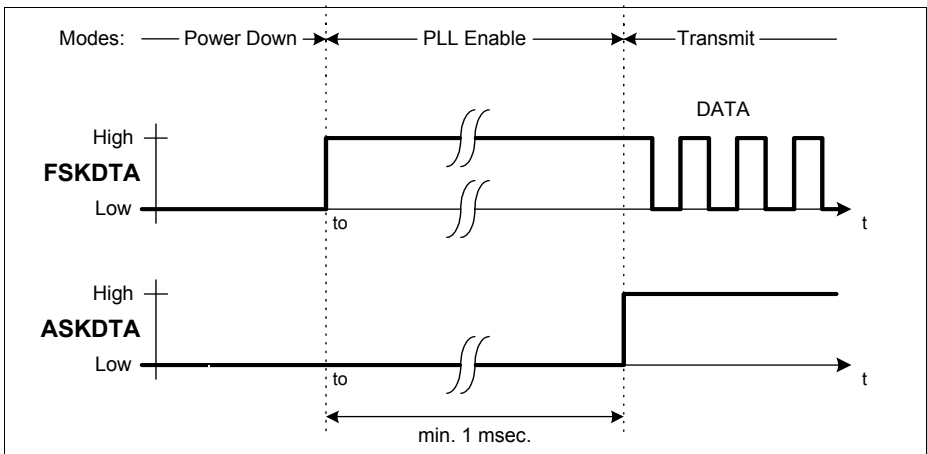 Modes: Power Down PLL Enable Transmit
DATA
High
FSKDTA
Low
to
t
High
ASKDTA
Low
to
t
min. 1 msec.